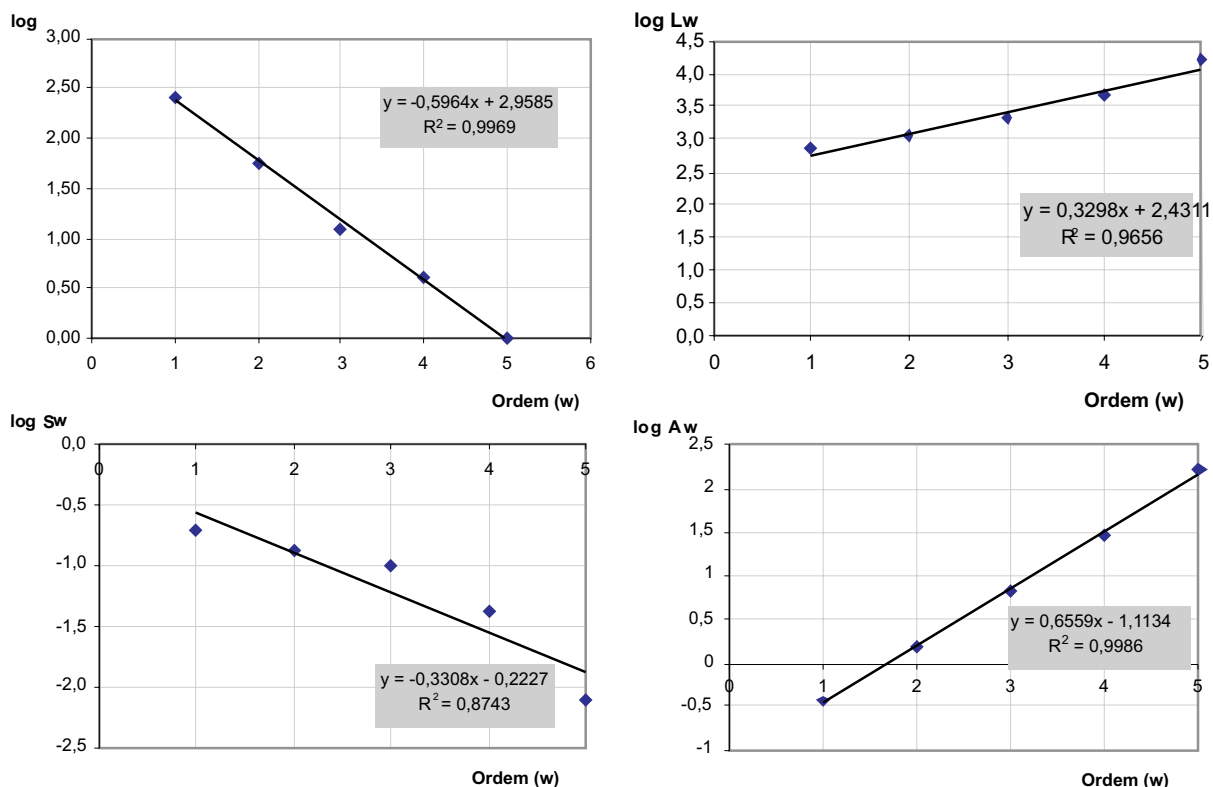 log
3,00
2,50
2,00
1,50
1,00
0,50
0,00
0 1 2 3 4 5 6
y = -0,5964x + 2,9585
R² = 0,9969
Ordem (w)
log Lw
4,5
4,0
3,5
3,0
2,5
2,0
1,5
1,0
0,5
0,0
0 1 2 3 4 5
y = 0,3298x + 2,4311
R² = 0,9656
Ordem (w)
log Sw
0,0
0 1 2 3 4 5
-0,5
-1,0
-1,5
-2,0
-2,5
y = -0,3308x - 0,2227
R² = 0,8743
Ordem (w)
log Aw
2,5
2
1,5
1
0,5
0
0 1 2 3 4 5
-0,5
-1
y = 0,6559x - 1,1134
R² = 0,9986
Ordem (w)